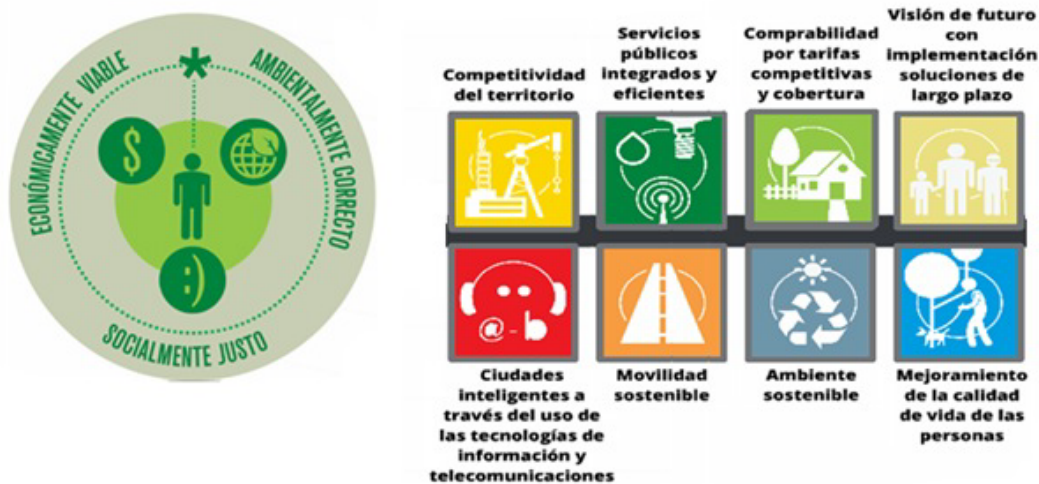 ECONÓMICAMENTE VIABLE
AMBIENTALMENTE CORRECTO
SOCIALMENTE JUSTO
$
:)
Competitividad
del territorio
Servicios
públicos
integrados y
eficientes
Comprabilidad
por tarifas
competitivas
y cobertura
Visión de futuro
con
implementación
soluciones de
largo plazo
@ - b
Ciudades
inteligentes a
través del uso de
las tecnologías de
información y
telecomunicaciones
Movilidad
sostenible
Ambiente
sostenible
Mejoramiento
de la calidad
de vida de las
personas